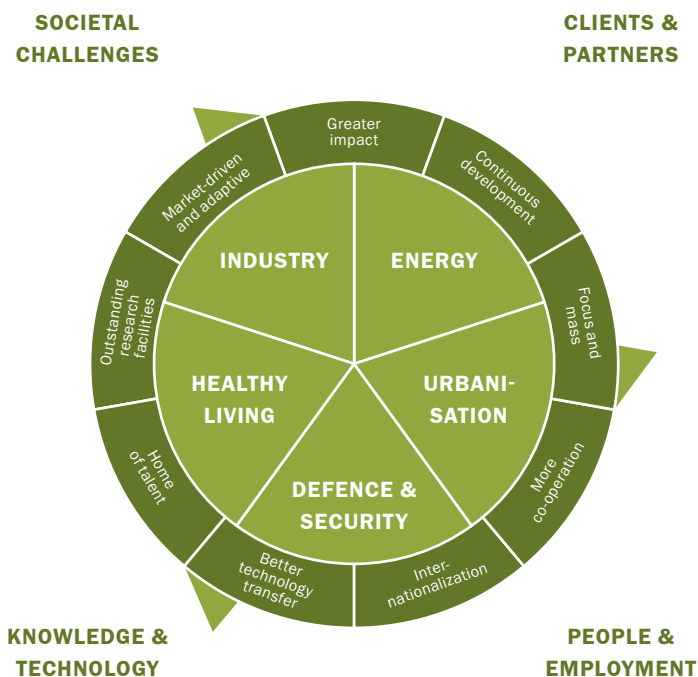 SOCIETAL
CHALLENGES
CLIENTS &
PARTNERS
Greater
impact
Continuous
development
Focus and
mass
More
co-operation
Inter-
nationalization
Better
technology
transfer
Home
of talent
Outstanding
research
facilities
Market-driven
and adaptive
INDUSTRY
ENERGY
HEALTHY
LIVING
URBANI-
SATION
DEFENCE &
SECURITY
KNOWLEDGE &
TECHNOLOGY
PEOPLE &
EMPLOYMENT